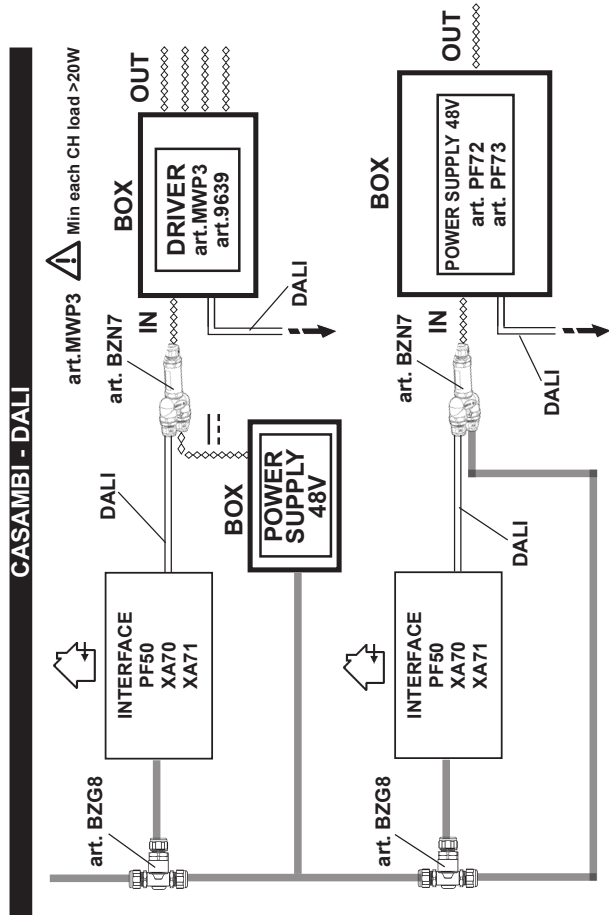 CASAMBI - DALI
art.MWP3
Min each CH load >20W
art. BZG8
INTERFACE
PF50
XA70
XA71
DALI
art. BZN7
IN
BOX
DRIVER
art.MWP3
art.9639
OUT
DALI
BOX
POWER
SUPPLY
48V
art. BZG8
INTERFACE
PF50
XA70
XA71
DALI
art. BZN7
IN
BOX
POWER SUPPLY 48V
art. PF72
art. PF73
OUT
DALI